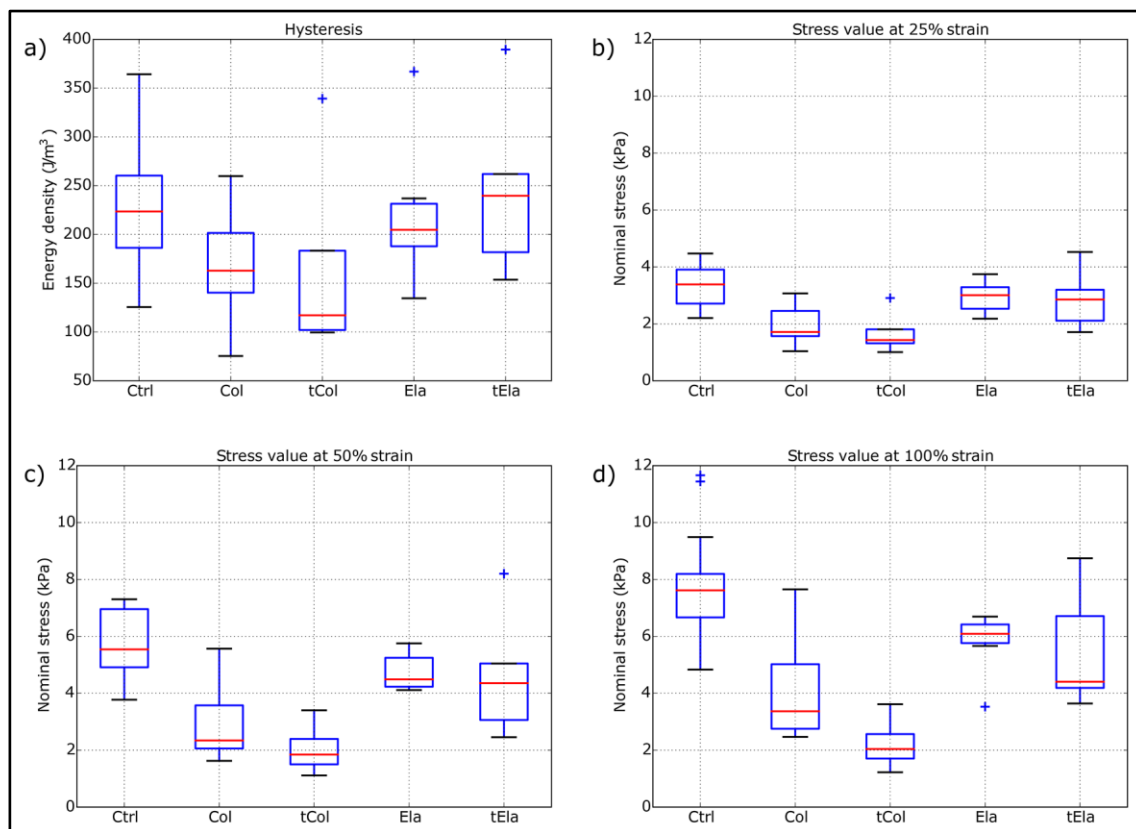 a)
Hysteresis
Energy density (J/m³)
400
350
300
250
200
150
100
50
Ctrl Col tCol Ela tEla
b)
Stress value at 25% strain
Nominal stress (kPa)
12
10
8
6
4
2
0
Ctrl Col tCol Ela tEla
c)
Stress value at 50% strain
Nominal stress (kPa)
12
10
8
6
4
2
0
Ctrl Col tCol Ela tEla
d)
Stress value at 100% strain
Nominal stress (kPa)
12
10
8
6
4
2
0
Ctrl Col tCol Ela tEla